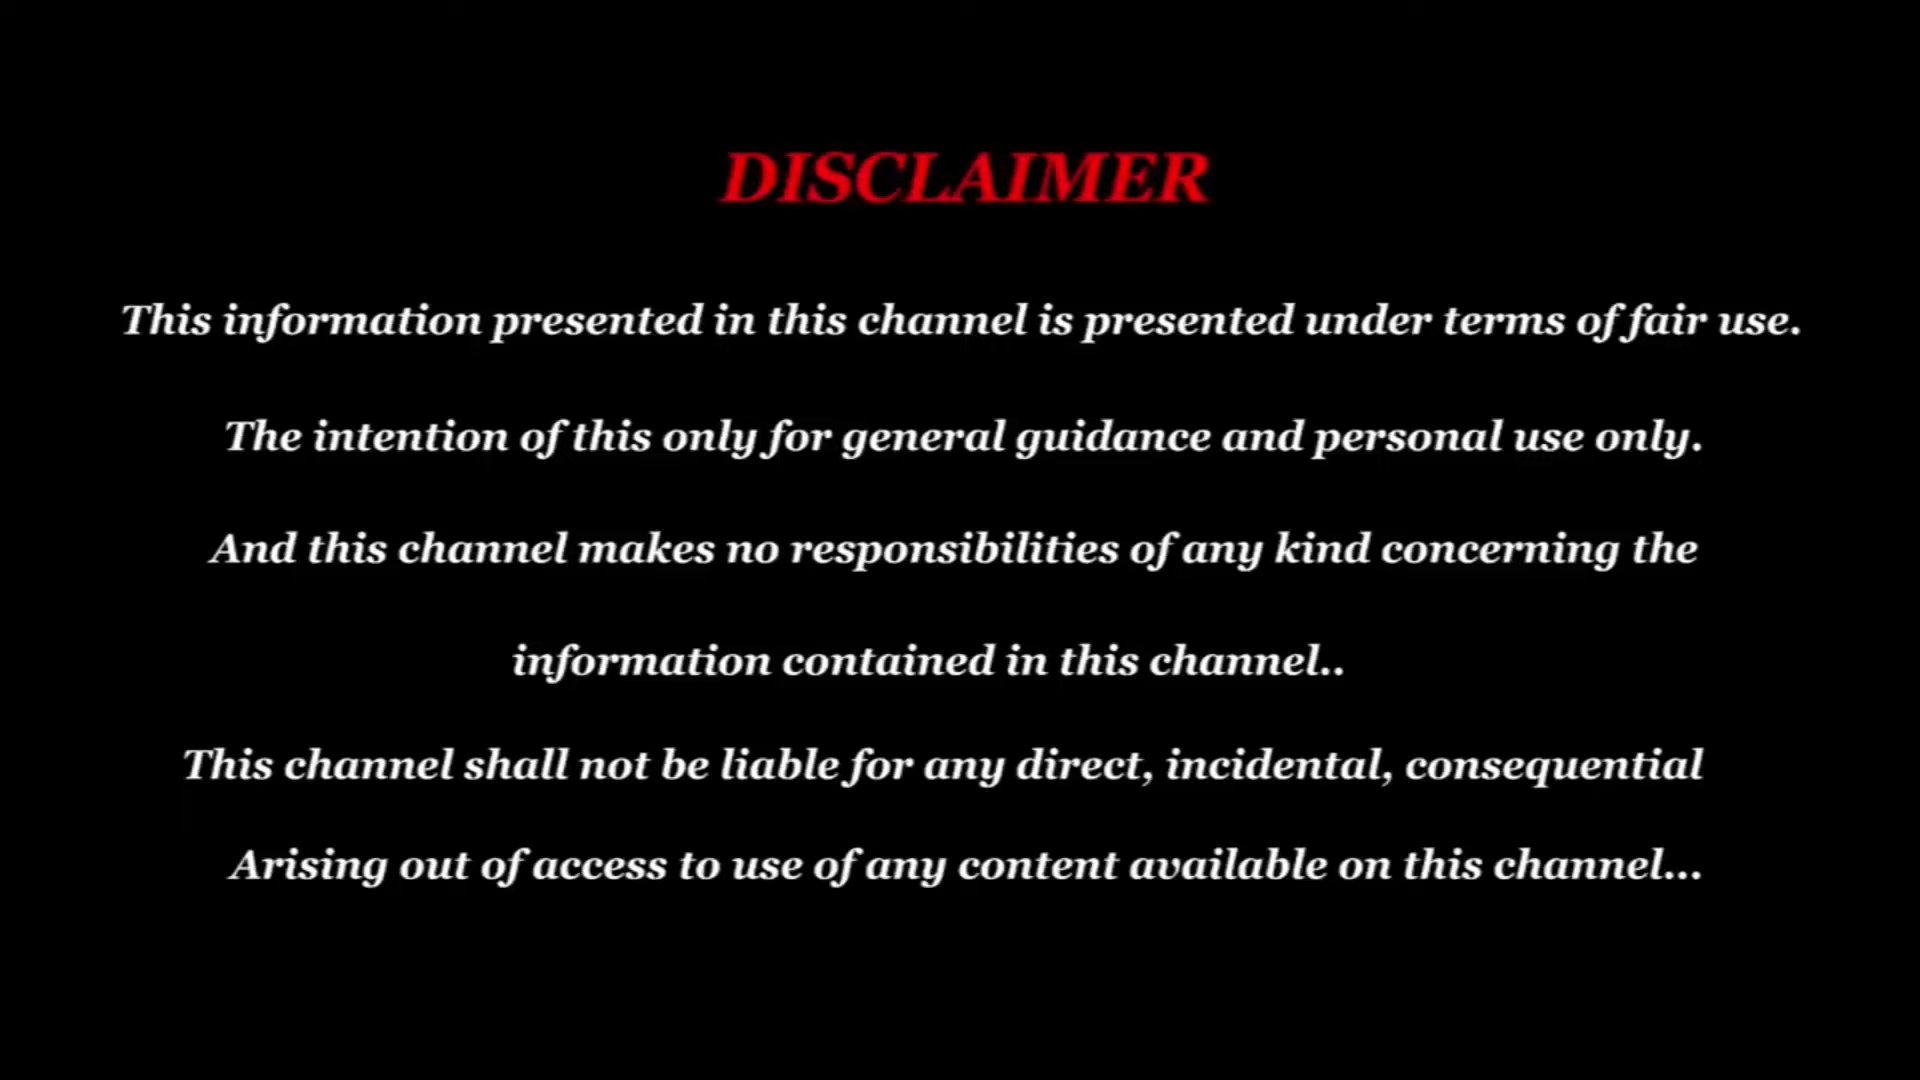 DISCLAIMER
This information presented in this channel is presented under terms of fair use.
The intention of this only for general guidance and personal use only.
And this channel makes no responsibilities of any kind concerning the
information contained in this channel..
This channel shall not be liable for any direct, incidental, consequential
Arising out of access to use of any content available on this channel...